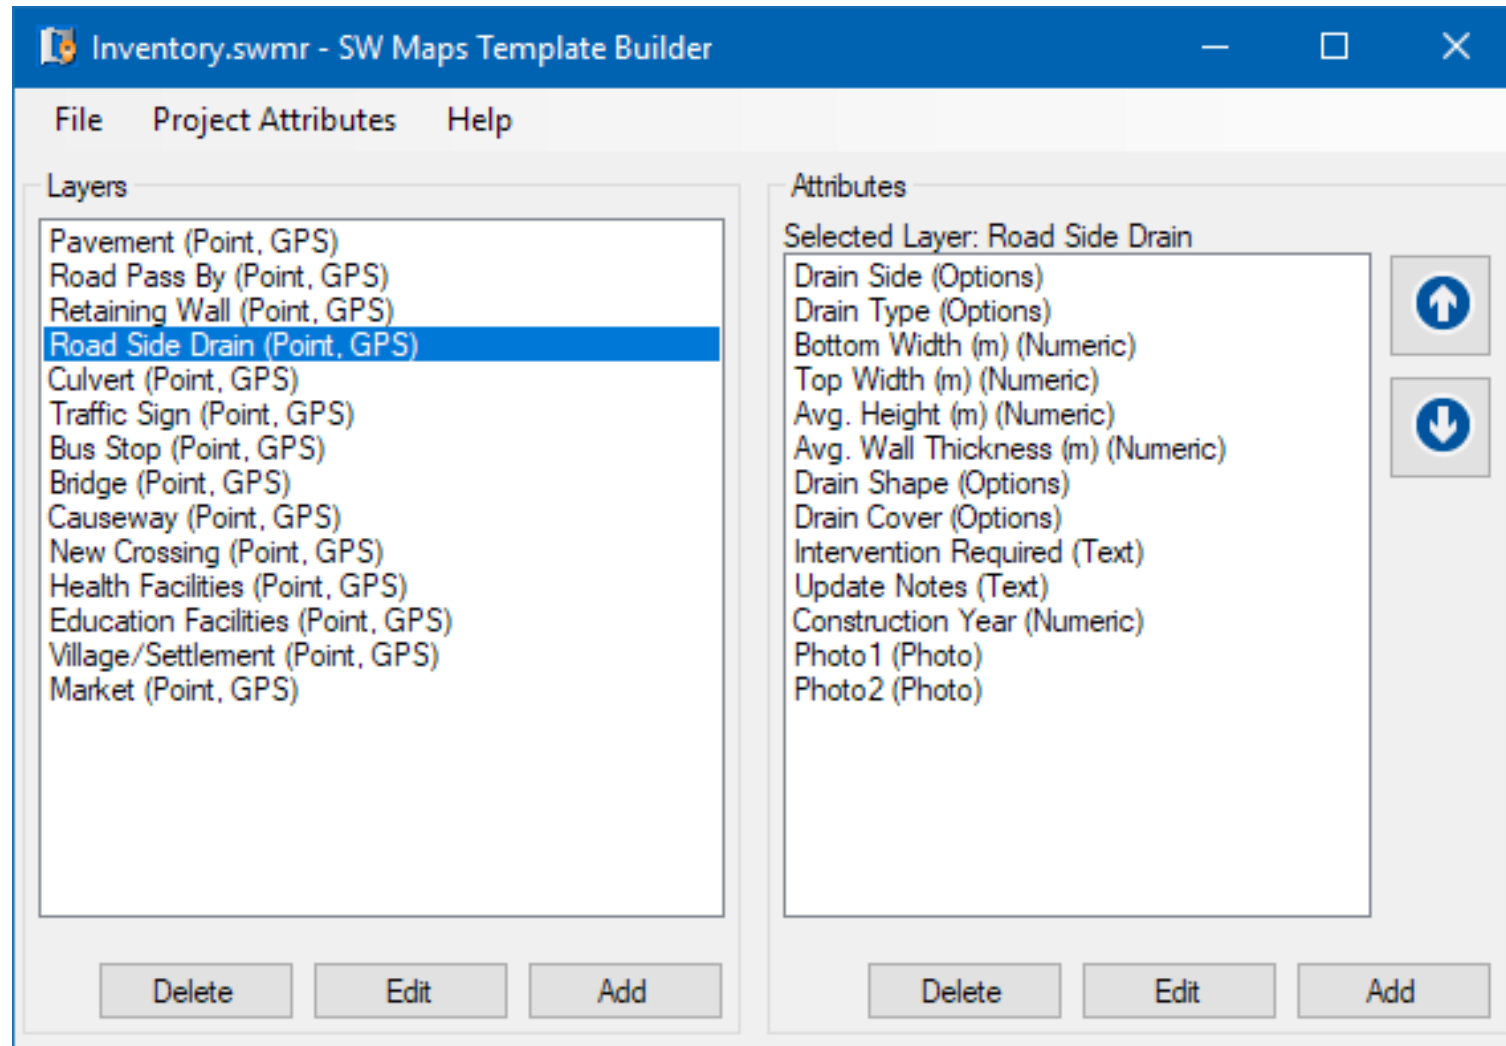 Inventory.swmr - SW Maps Template Builder
File Project Attributes Help
Layers
Pavement (Point, GPS)
Road Pass By (Point, GPS)
Retaining Wall (Point, GPS)
Road Side Drain (Point, GPS)
Culvert (Point, GPS)
Traffic Sign (Point, GPS)
Bus Stop (Point, GPS)
Bridge (Point, GPS)
Causeway (Point, GPS)
New Crossing (Point, GPS)
Health Facilities (Point, GPS)
Education Facilities (Point, GPS)
Village/Settlement (Point, GPS)
Market (Point, GPS)
Delete Edit Add
Attributes
Selected Layer: Road Side Drain
Drain Side (Options)
Drain Type (Options)
Bottom Width (m) (Numeric)
Top Width (m) (Numeric)
Avg. Height (m) (Numeric)
Avg. Wall Thickness (m) (Numeric)
Drain Shape (Options)
Drain Cover (Options)
Intervention Required (Text)
Update Notes (Text)
Construction Year (Numeric)
Photo1 (Photo)
Photo2 (Photo)
Delete Edit Add